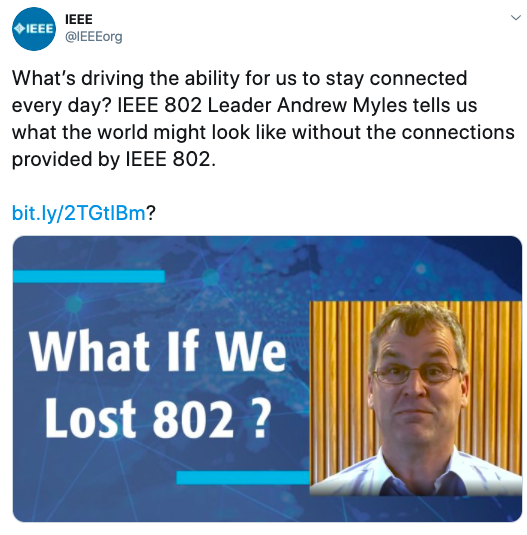 IEEE
IEEE
@IEEEorg
What's driving the ability for us to stay connected
every day? IEEE 802 Leader Andrew Myles tells us
what the world might look like without the connections
provided by IEEE 802.
bit.ly/2TGtlBm?
What If We
Lost 802 ?